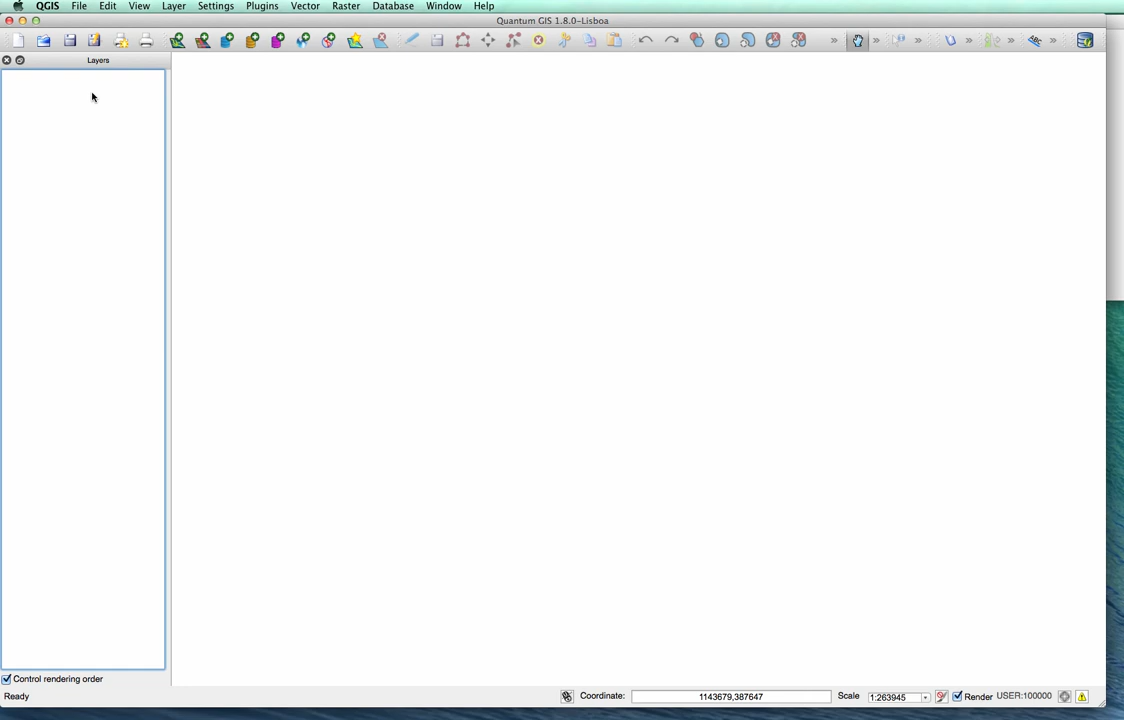 QGIS File Edit View Layer Settings Plugins Vector Raster Database Window Help
Quantum GIS 1.8.0-Lisboa
Layers
Control rendering order
Ready Coordinate: 1143679,387647 Scale 1:263945 Render USER:100000